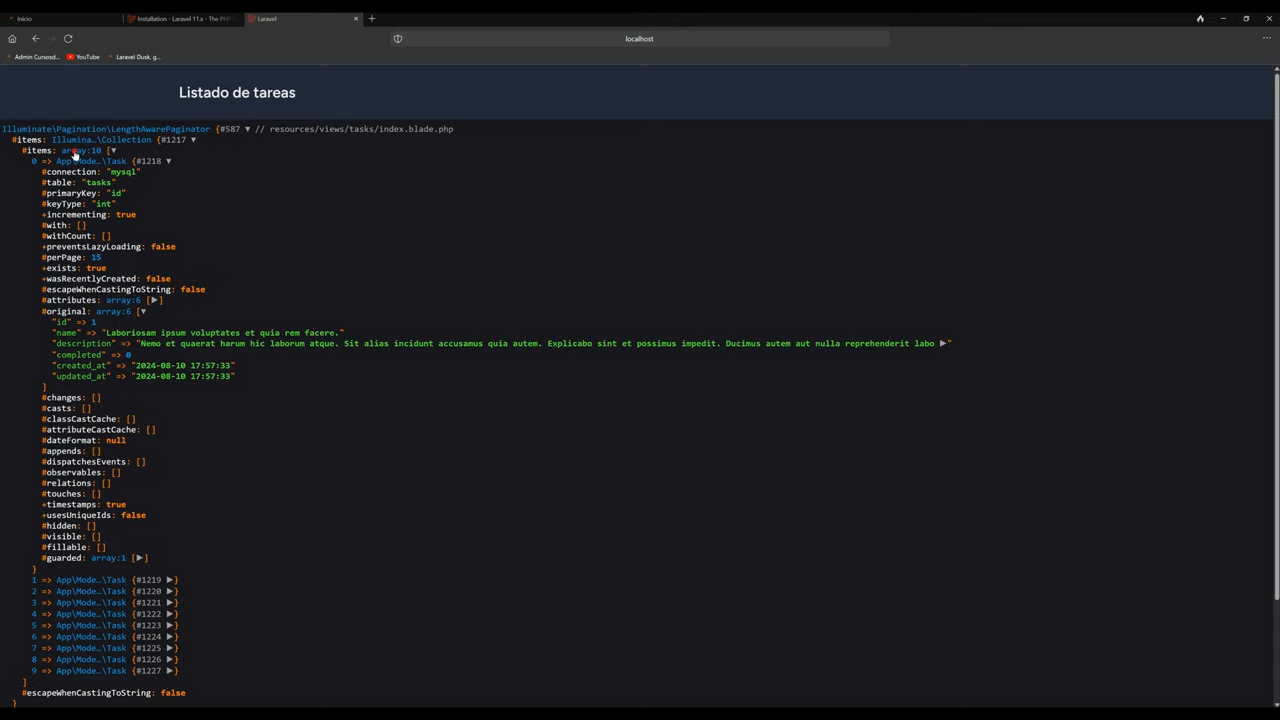 Inicio
Installation - Laravel 11.x - The PHP
Laravel
localhost
Admin Cursosd...
YouTube
Laravel Dusk, g...
Listado de tareas
Illuminate\Pagination\LengthAwarePaginator {#587 ▼ // resources/views/tasks/index.blade.php
#items: Illumina…\Collection {#1217 ▼
#items: array:10 [▼
0 => App\Mode…\Task {#1218 ▼
#connection: "mysql"
#table: "tasks"
#primaryKey: "id"
#keyType: "int"
+incrementing: true
#with: []
#withCount: []
+preventsLazyLoading: false
#perPage: 15
+exists: true
+wasRecentlyCreated: false
#escapeWhenCastingToString: false
#attributes: array:6 [▶]
#original: array:6 [▼
"id" => 1
"name" => "Laboriosam ipsum voluptates et quia rem facere."
"description" => "Nemo et quaerat harum hic laborum atque. Sit alias incidunt accusamus quia autem. Explicabo sint et possimus impedit. Ducimus autem aut nulla reprehenderit labo ▶"
"completed" => 0
"created_at" => "2024-08-10 17:57:33"
"updated_at" => "2024-08-10 17:57:33"
]
#changes: []
#casts: []
#classCastCache: []
#attributeCastCache: []
#dateFormat: null
#appends: []
#dispatchesEvents: []
#observables: []
#relations: []
#touches: []
+timestamps: true
+usesUniqueIds: false
#hidden: []
#visible: []
#fillable: []
#guarded: array:1 [▶]
}
1 => App\Mode…\Task {#1219 ▶}
2 => App\Mode…\Task {#1220 ▶}
3 => App\Mode…\Task {#1221 ▶}
4 => App\Mode…\Task {#1222 ▶}
5 => App\Mode…\Task {#1223 ▶}
6 => App\Mode…\Task {#1224 ▶}
7 => App\Mode…\Task {#1225 ▶}
8 => App\Mode…\Task {#1226 ▶}
9 => App\Mode…\Task {#1227 ▶}
]
#escapeWhenCastingToString: false
}